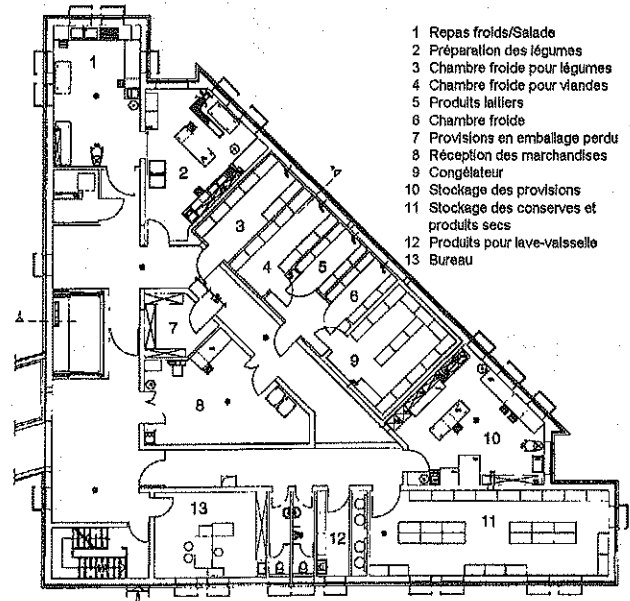 1 Repas froids/Salade
2 Préparation des légumes
3 Chambre froide pour légumes
4 Chambre froide pour viandes
5 Produits laitiers
6 Chambre froide
7 Provisions en emballage perdu
8 Réception des marchandises
9 Congélateur
10 Stockage des provisions
11 Stockage des conserves et
produits secs
12 Produits pour lave-vaisselle
13 Bureau
1
2
3
4
5
6
7
8
9
10
13
12
11